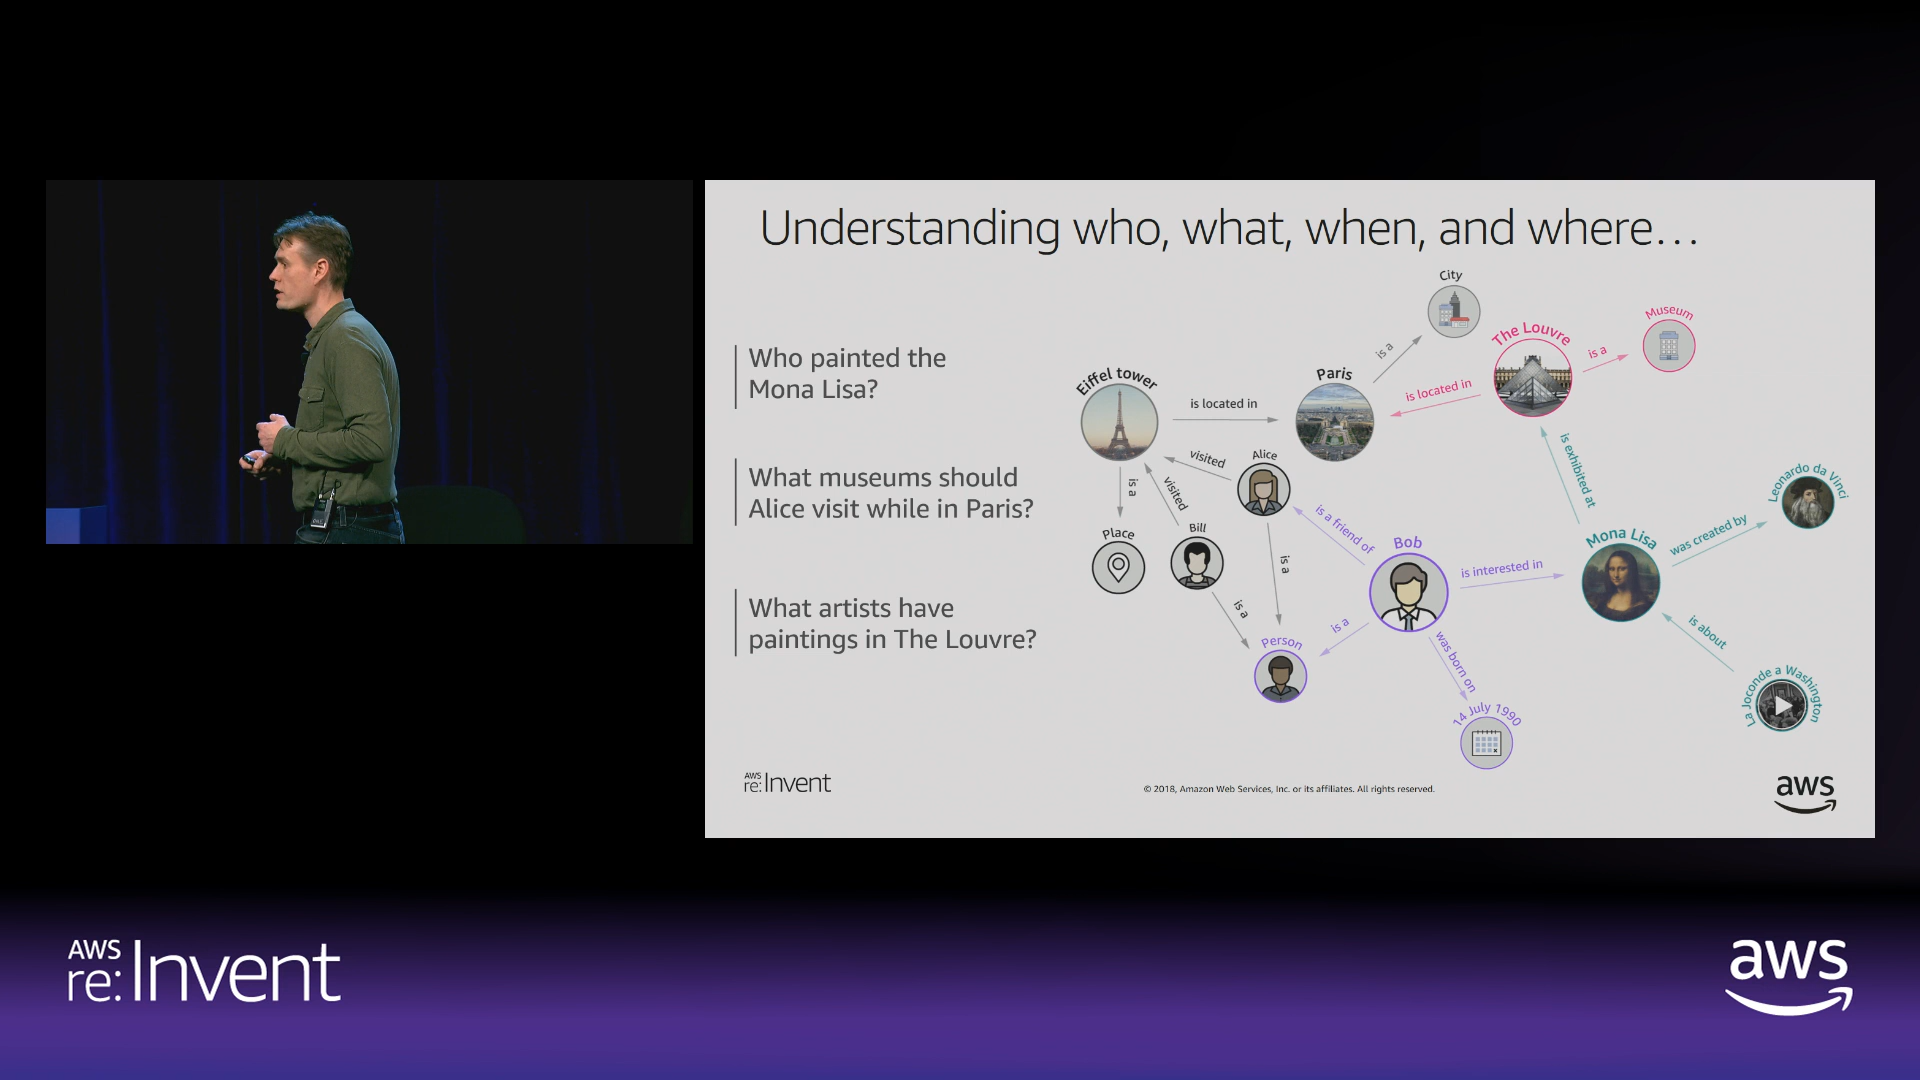 Understanding who, what, when, and where...
Who painted the
Mona Lisa?
What museums should
Alice visit while in Paris?
What artists have
paintings in The Louvre?
City
is a
The Louvre
Museum
is a
Eiffel tower
is located in
Paris
is located in
visited
Alice
is a
visited
is exhibited at
Leonardo da Vinci
Place
Bill
is a friend of
Bob
is interested in
Mona Lisa
was created by
is a
is a
Person
is a
was born on
is about
14 July 1990
La Joconde a Washington
AWS
re:Invent
© 2018, Amazon Web Services, Inc. or its affiliates. All rights reserved.
aws
AWS
re:Invent
aws